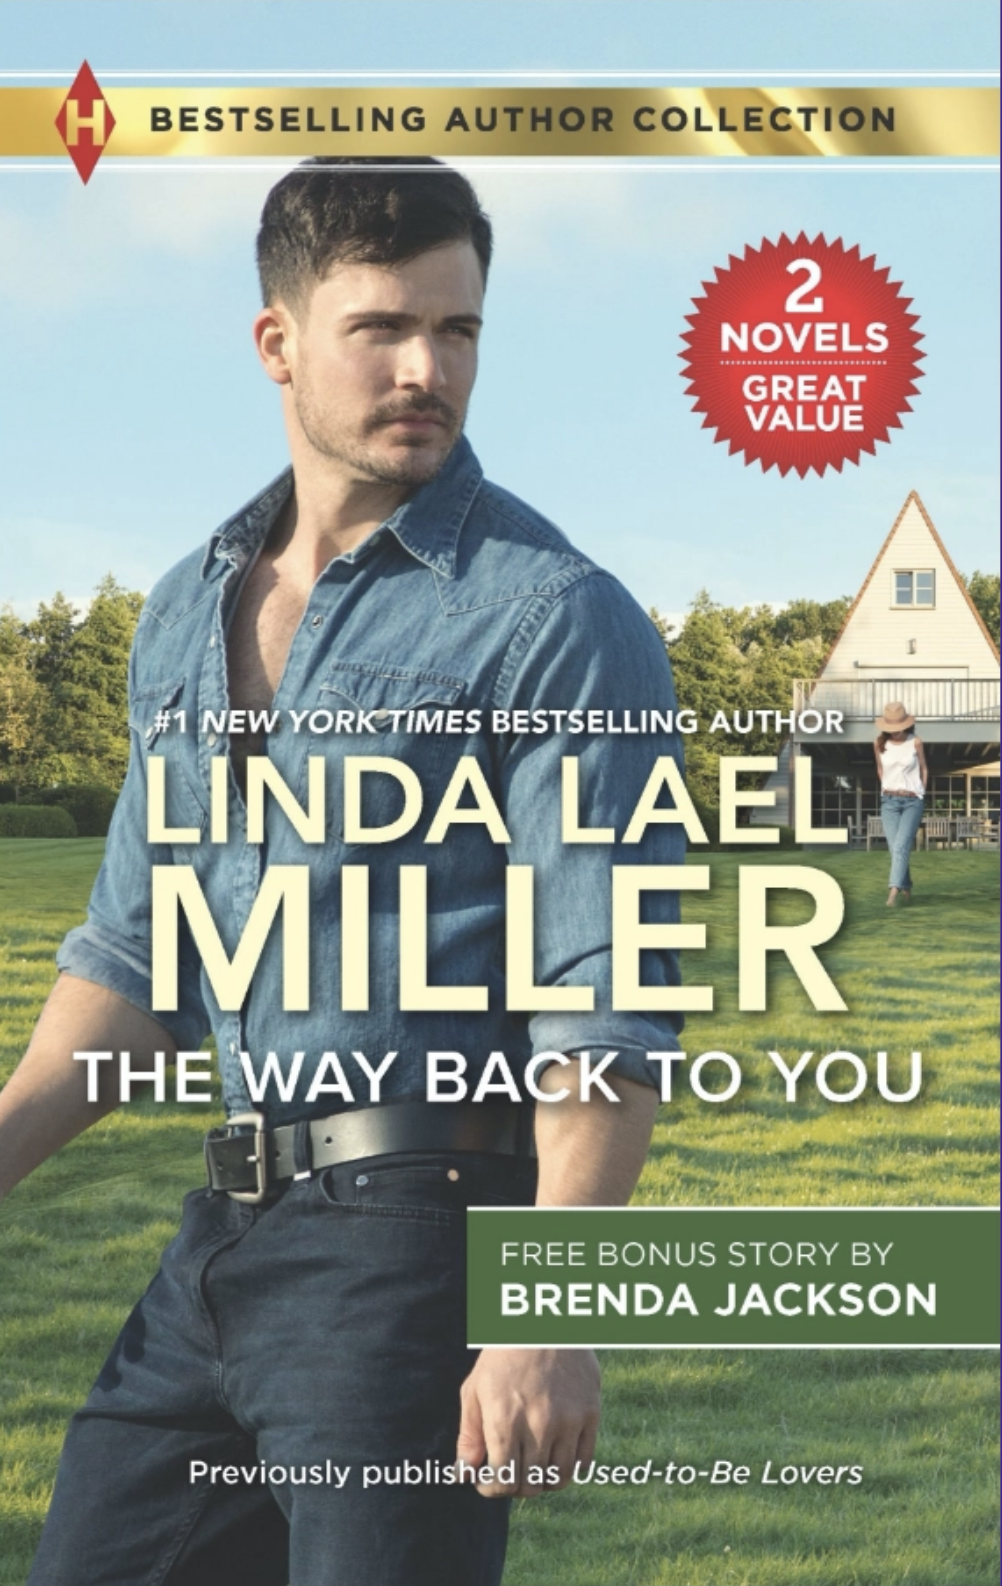 H BESTSELLING AUTHOR COLLECTION
2
NOVELS
GREAT
VALUE
#1 NEW YORK TIMES BESTSELLING AUTHOR
LINDA LAEL
MILLER
THE WAY BACK TO YOU
FREE BONUS STORY BY
BRENDA JACKSON
Previously published as Used-to-Be Lovers